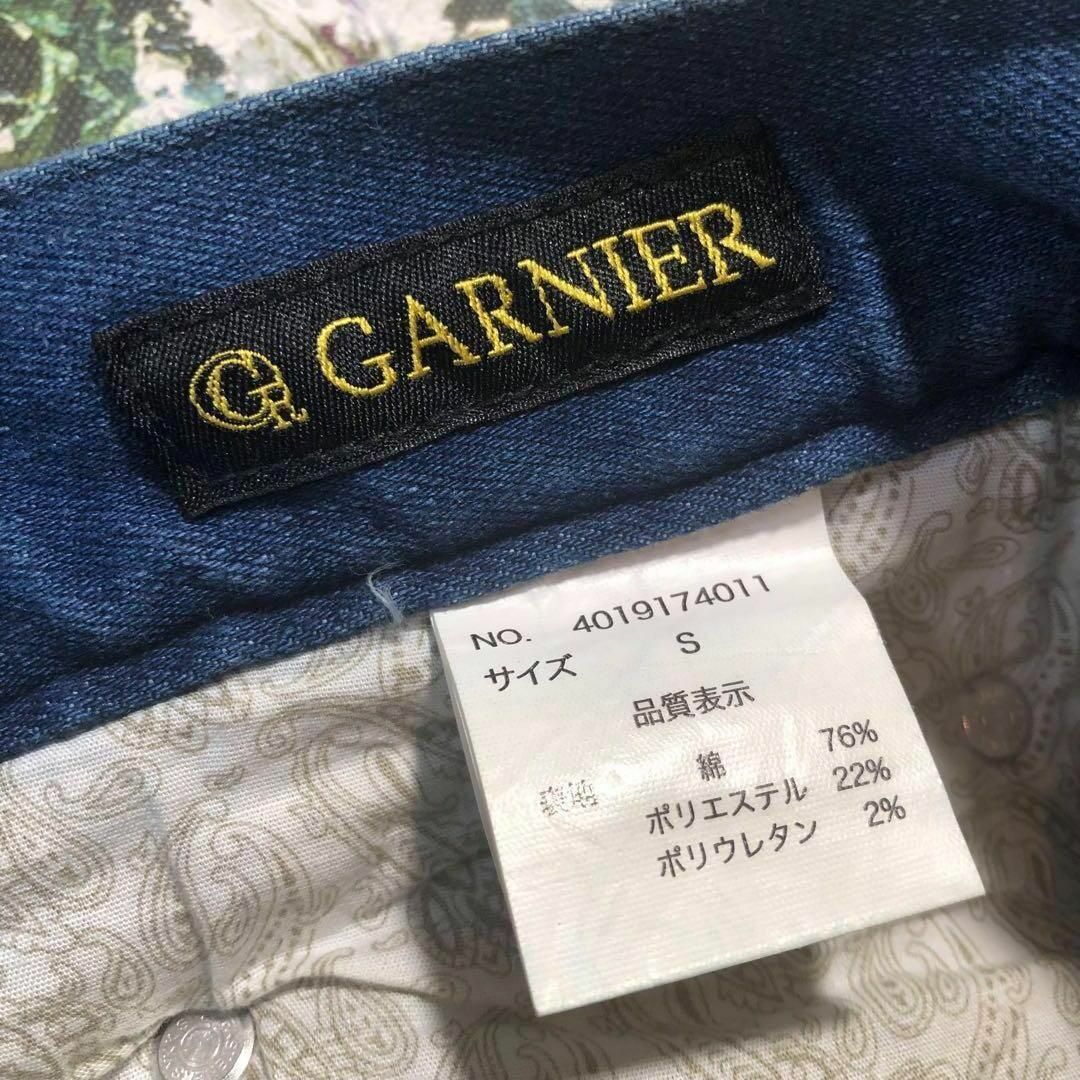 GR GARNIER
NO. 4019174011
サイズ S
品質表示
綿 76%
ポリエステル 22%
ポリウレタン 2%